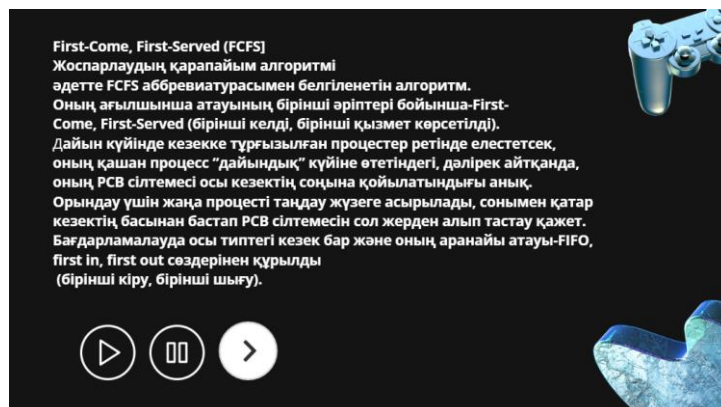 First-Come, First-Served (FCFS]
Жоспарлаудың қарапайым алгоритмі
әдетте FCFS аббревиатурасымен белгіленетін алгоритм.
Оның ағылшынша атауының бірінші әріптері бойынша-First-
Come, First-Served (бірінші келді, бірінші қызмет көрсетілді).
Дайын күйінде кезекке тұрғызылған процестер ретінде елестетсек,
оның қашан процесс “дайындық” күйіне өтетіндегі, дәлірек айтқанда,
оның PCB сілтемесі осы кезектің соңына қойылатындығы анық.
Орындау үшін жаңа процесті таңдау жүзеге асырылады, сонымен қатар
кезектің басынан бастап PCB сілтемесін сол жерден алып тастау қажет.
Бағдарламалауда осы типтегі кезек бар және оның аранайы атауы-FIFO,
first in, first out сөздерінен құрылды
(бірінші кіру, бірінші шығу).